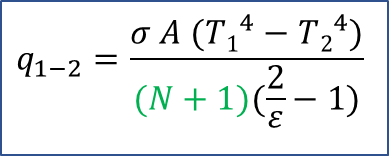 q₁₋₂ = σ A (T₁⁴ − T₂⁴) / (N + 1)(2/ε − 1)